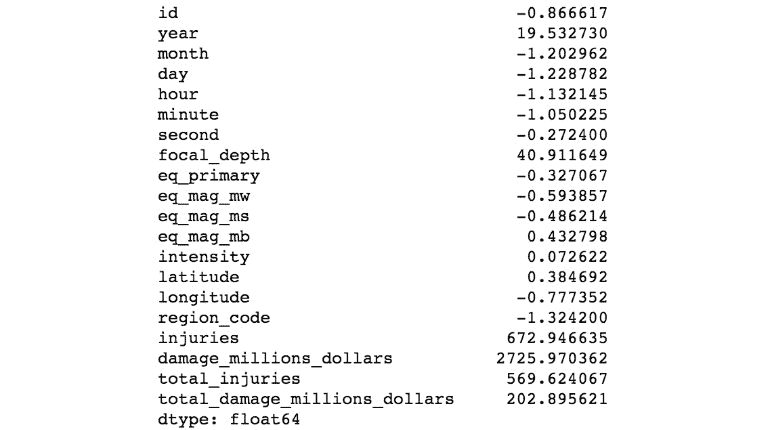 id -0.866617
year 19.532730
month -1.202962
day -1.228782
hour -1.132145
minute -1.050225
second -0.272400
focal_depth 40.911649
eq_primary -0.327067
eq_mag_mw -0.593857
eq_mag_ms -0.486214
eq_mag_mb 0.432798
intensity 0.072622
latitude 0.384692
longitude -0.777352
region_code -1.324200
injuries 672.946635
damage_millions_dollars 2725.970362
total_injuries 569.624067
total_damage_millions_dollars 202.895621
dtype: float64